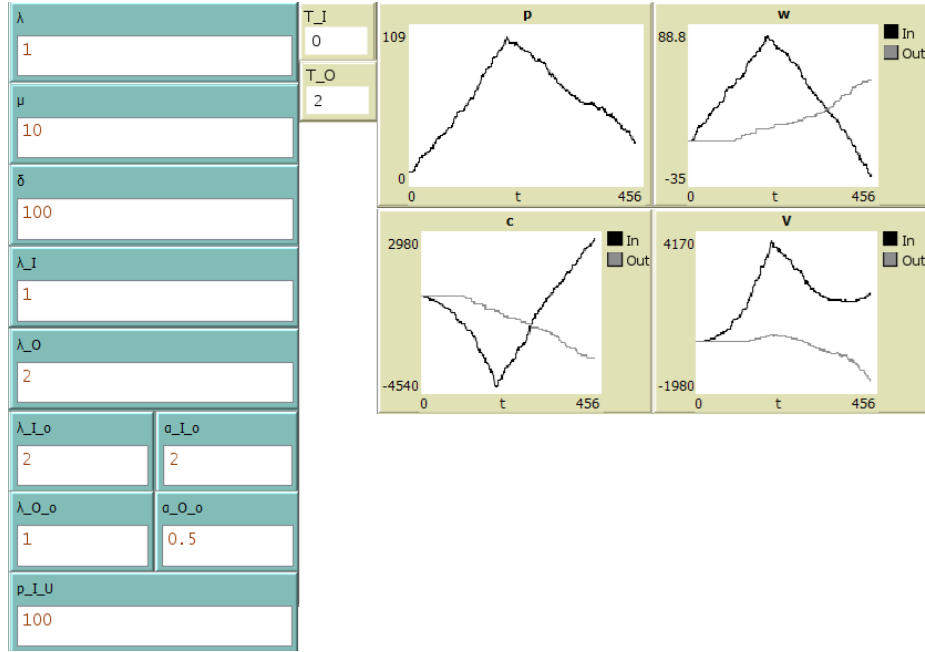 λ
1
μ
10
δ
100
λ_I
1
λ_O
2
λ_I_o
2
α_I_o
2
λ_O_o
1
α_O_o
0.5
p_I_U
100
T_I
0
T_O
2
p
109
0
0 t 456
w
88.8
-35
0 t 456
In
Out
c
2980
-4540
0 t 456
In
Out
V
4170
-1980
0 t 456
In
Out